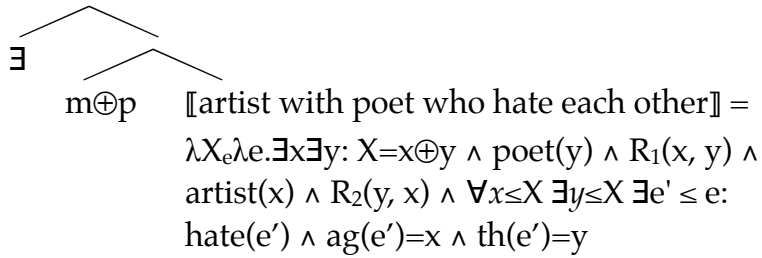 ∃
m⊕p ⟦artist with poet who hate each other⟧ =
λXₑλe.∃x∃y: X=x⊕y ∧ poet(y) ∧ R₁(x, y) ∧
artist(x) ∧ R₂(y, x) ∧ ∀x≤X ∃y≤X ∃e' ≤ e:
hate(e’) ∧ ag(e’)=x ∧ th(e’)=y